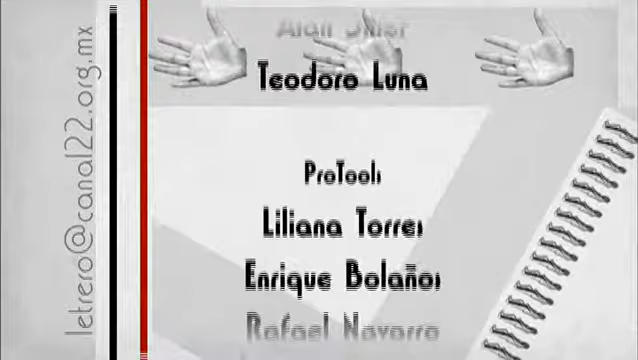 letrero@canal22.org.mx
Teodoro Luna
ProTools
Liliana Torres
Enrique Bolaños
Rafael Navarro